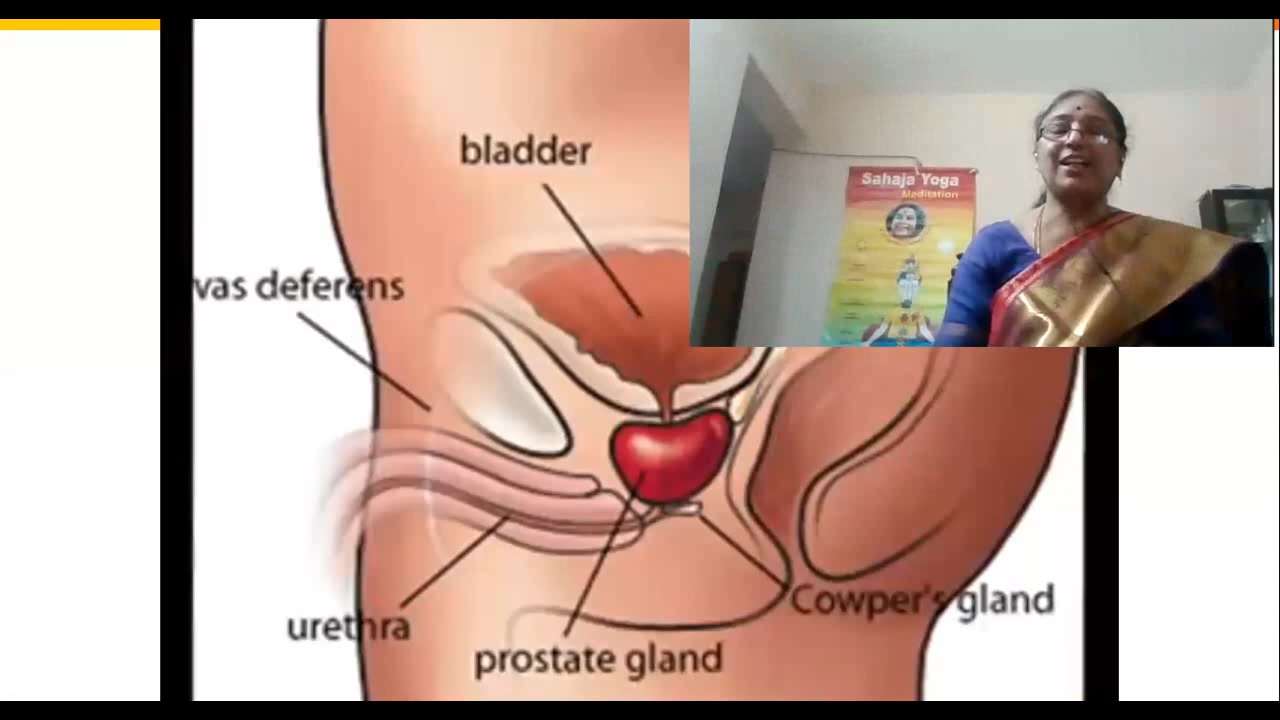 bladder
Sahaja Yoga
Meditation
vas deferens
Cowper's gland
urethra
prostate gland